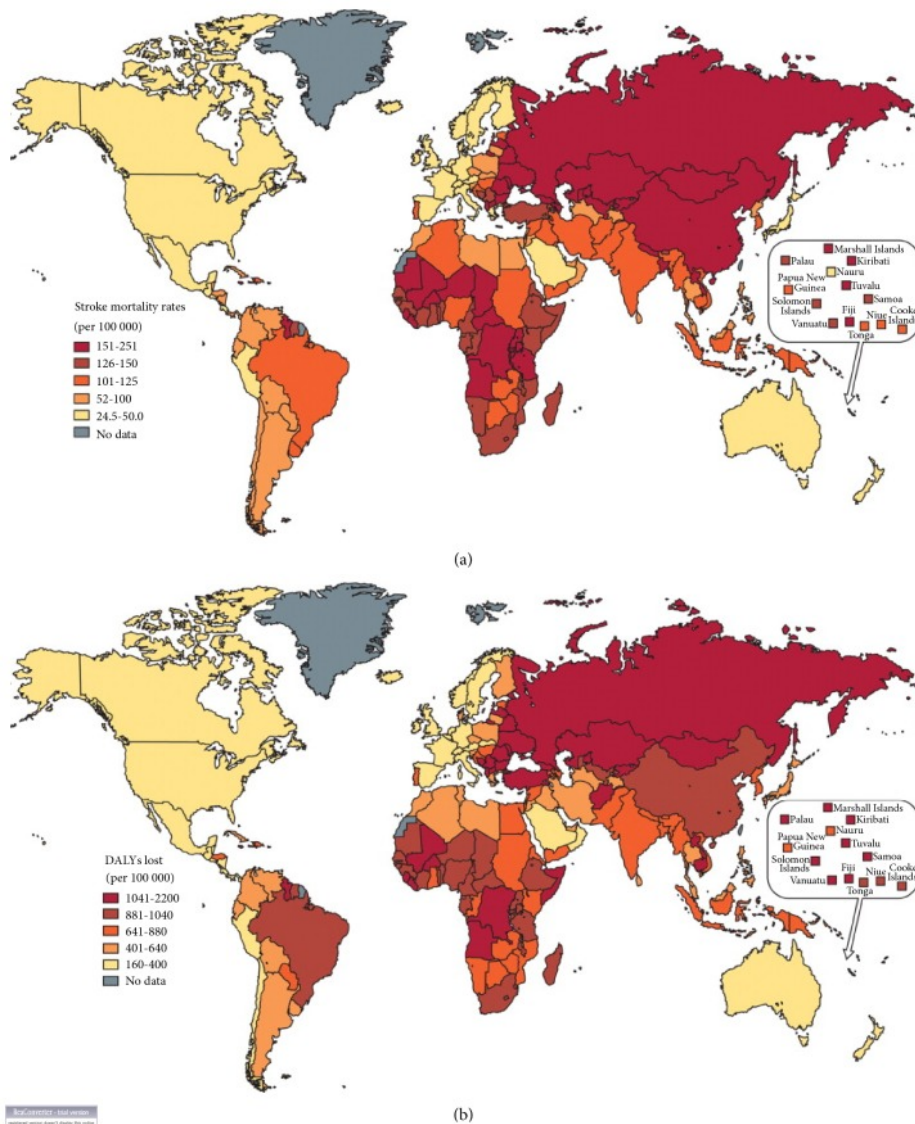 Stroke mortality rates
(per 100 000)
151-251
126-150
101-125
52-100
24.5-50.0
No data
Marshall Islands
Palau
Kiribati
Nauru
Papua New
Guinea
Tuvalu
Solomon
Islands
Samoa
Fiji
Niue
Cooke
Islands
Vanuatu
Tonga
(a)
DALYs lost
(per 100 000)
1041-2200
881-1040
641-880
401-640
160-400
No data
Marshall Islands
Palau
Kiribati
Nauru
Papua New
Guinea
Tuvalu
Solomon
Islands
Samoa
Fiji
Niue
Cooke
Islands
Vanuatu
Tonga
(b)